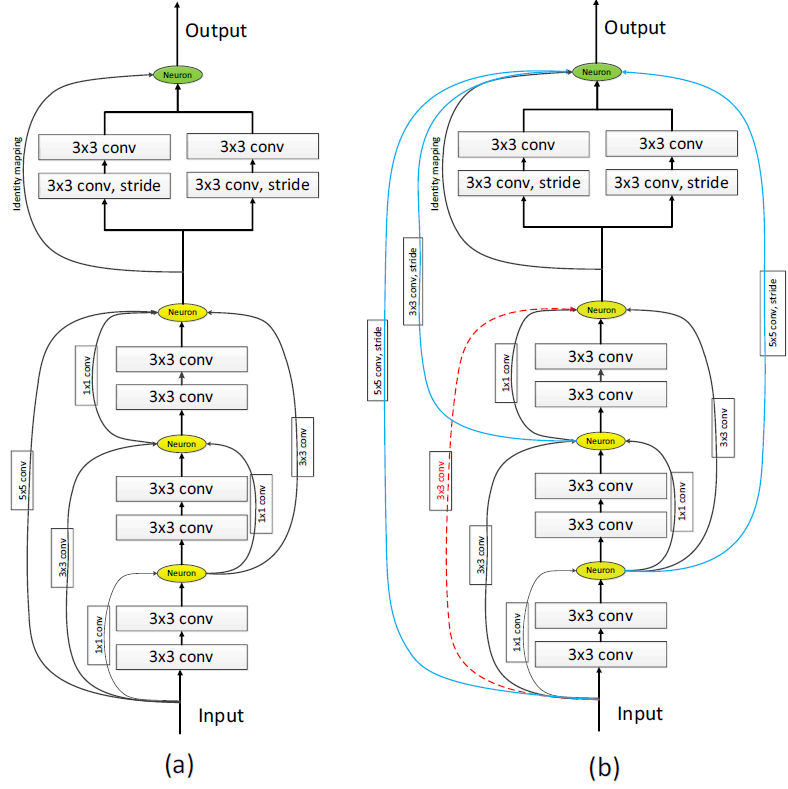 Output
Neuron
Identity mapping
3x3 conv
3x3 conv
3x3 conv, stride
3x3 conv, stride
Neuron
3x3 conv
1x1 conv
3x3 conv
3x3 conv
5x5 conv
Neuron
3x3 conv
1x1 conv
3x3 conv
3x3 conv
Neuron
3x3 conv
1x1 conv
3x3 conv
Input
(a)
Output
Neuron
Identity mapping
3x3 conv
3x3 conv
3x3 conv, stride
3x3 conv, stride
3x3 conv, stride
5x5 conv, stride
5x5 conv, stride
Neuron
3x3 conv
1x1 conv
3x3 conv
3x3 conv
Neuron
3x3 conv
3x3 conv
1x1 conv
3x3 conv
3x3 conv
Neuron
3x3 conv
1x1 conv
3x3 conv
Input
(b)